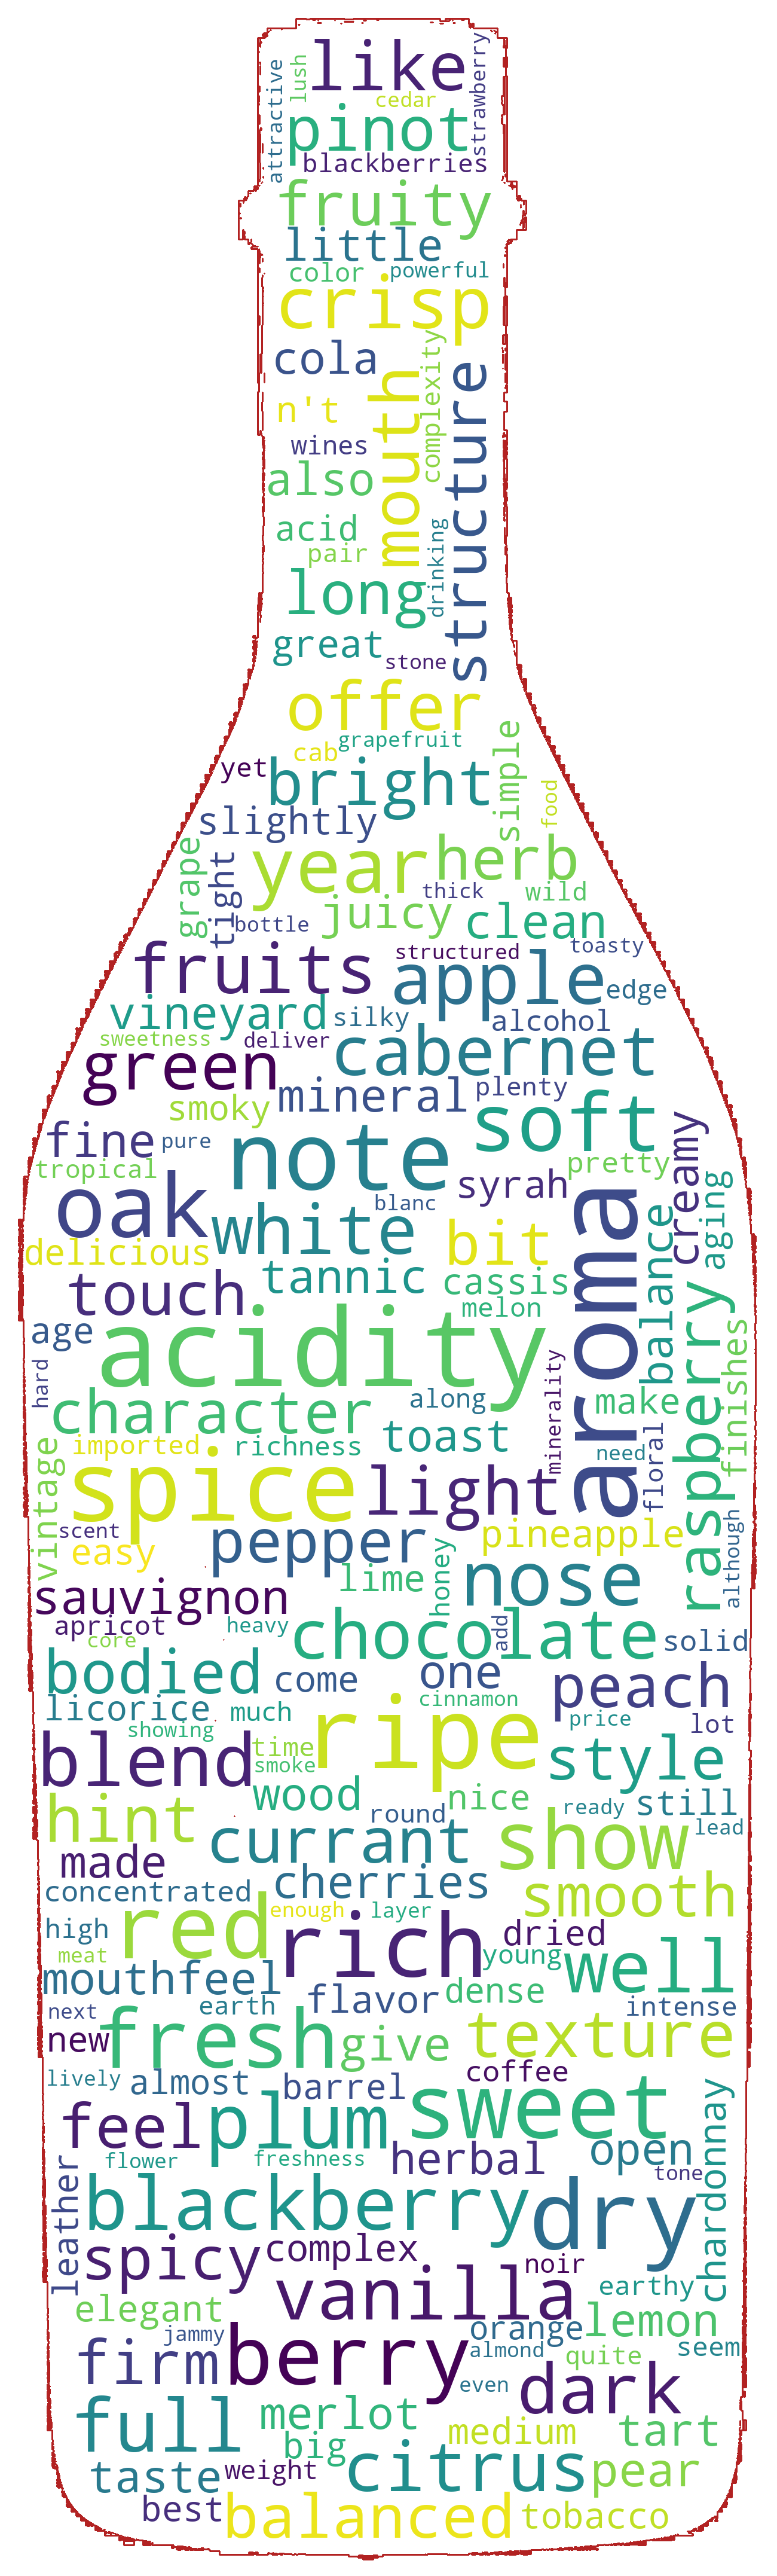 like
lush
attractive
cedar
strawberry
pinot
blackberries
fruity
little
color
powerful
crisp
cola
mouth
complexity
structure
n't
wines
also
acid
pair
drinking
long
great
stone
offer
grapefruit
cab
yet
bright
simple
food
slightly
grape
tight
year
herb
thick
wild
juicy
clean
bottle
fruits
structured
toasty
apple
edge
vineyard
silky
alcohol
sweetness
deliver
cabernet
green
mineral
plenty
smoky
soft
fine
pure
note
creamy
tropical
pretty
oak
blanc
syrah
aroma
aging
white
balance
delicious
bit
touch
tannic
cassis
melon
acidity
raspberry
age
finishes
hard
minerality
character
along
make
floral
vintage
imported
richness
toast
need
spice
light
scent
easy
pepper
pineapple
although
lime
honey
nose
sauvignon
apricot
core
heavy
chocolate
add
solid
bodied
come
one
peach
licorice
much
cinnamon
price
lot
showing
ripe
blend
time
smoke
style
wood
nice
hint
round
ready
still
currant
show
lead
made
cherries
concentrated
smooth
enough
layer
high
red
rich
dried
meat
young
well
mouthfeel
flavor
dense
next
earth
intense
new
fresh
give
texture
lively
almost
barrel
coffee
sweet
feel
plum
herbal
open
chardonnay
flower
freshness
tone
leather
blackberry
dry
spicy
complex
noir
vanilla
earthy
elegant
orange
lemon
jammy
berry
almond
quite
seem
firm
even
dark
full
merlot
medium
tart
big
taste
weight
citrus
pear
best
balanced
tobacco